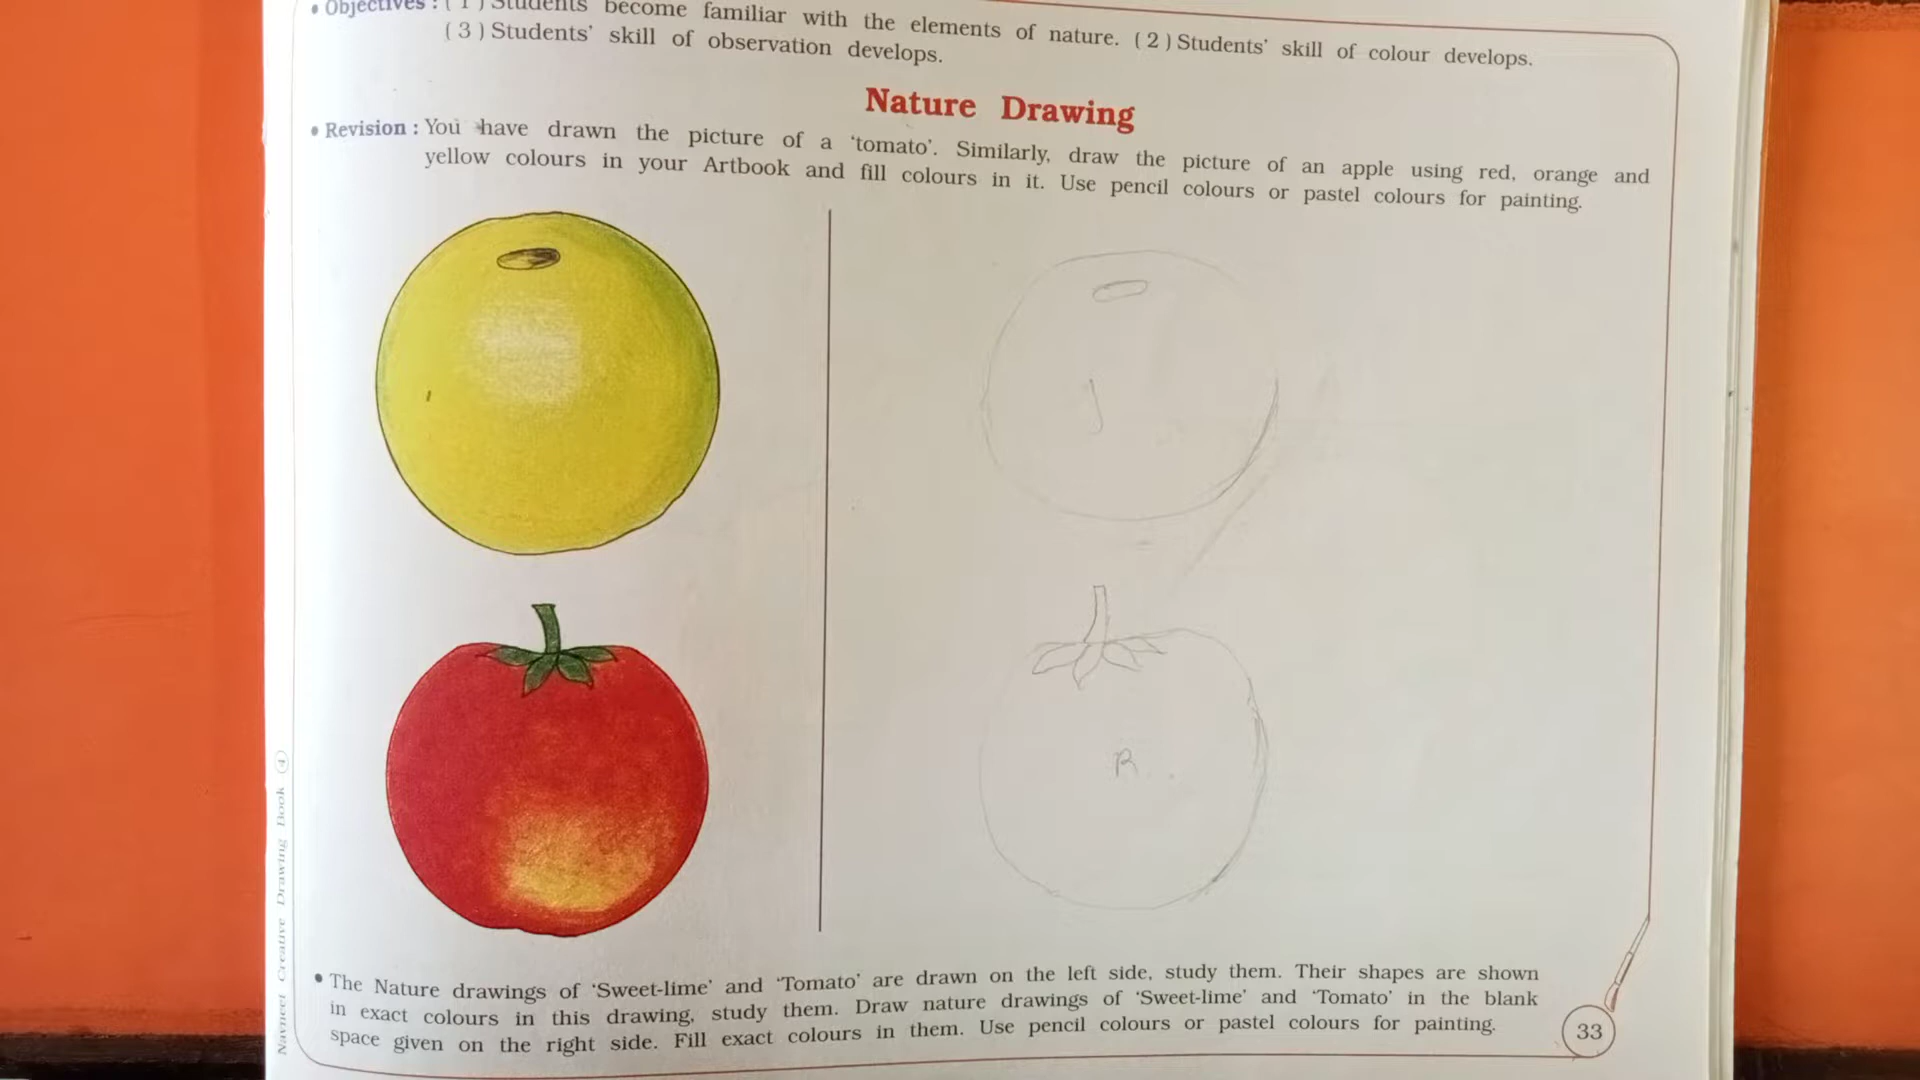 • Objectives : ( 1 ) Students become familiar with the elements of nature. ( 2 ) Students' skill of colour develops.
( 3 ) Students' skill of observation develops.
Nature Drawing
• Revision : You have drawn the picture of a 'tomato'. Similarly, draw the picture of an apple using red, orange and
yellow colours in your Artbook and fill colours in it. Use pencil colours or pastel colours for painting.
R
• The Nature drawings of 'Sweet-lime' and 'Tomato' are drawn on the left side, study them. Their shapes are shown
in exact colours in this drawing, study them. Draw nature drawings of 'Sweet-lime' and 'Tomato' in the blank
space given on the right side. Fill exact colours in them. Use pencil colours or pastel colours for painting.
33
Navneet Creative Drawing Book 4